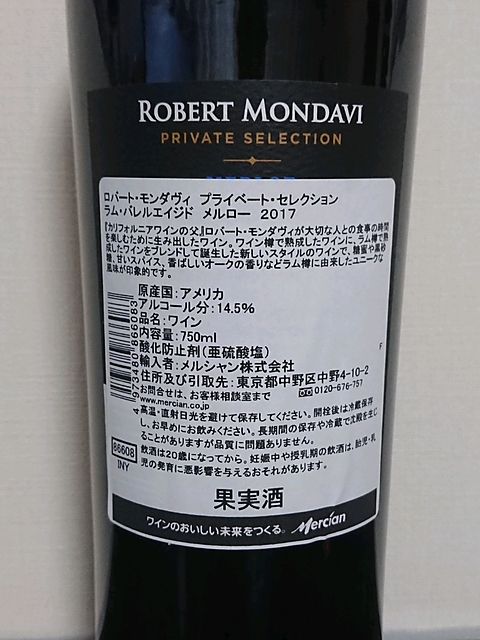 ROBERT MONDAVI
PRIVATE SELECTION
MERLOT
ロバート・モンダヴィ プライベート・セレクション
ラム・バレルエイジド メルロー 2017
『カリフォルニアワインの父』ロバート・モンダヴィが大切な人との食事の時間
を楽しむために生み出したワイン。ワイン樽で熟成したワインに、ラム樽で熟
成したワインをブレンドして誕生した新しいスタイルのワインで、糖蜜や黒砂
糖、甘いスパイス、香ばしいオークの香りなどラム樽に由来したユニークな
風味が印象的です。
原産国:アメリカ
アルコール分:14.5%
品名:ワイン
内容量:750ml
酸化防止剤(亜硫酸塩)
輸入者:メルシャン株式会社
住所及び引取先:東京都中野区中野4-10-2
お問合せは、お客様相談室まで 0120-676-757
www.mercian.co.jp
高温・直射日光を避けて保存してください。開栓後は冷蔵保存
し、お早めにお飲みください。長期間の保存や冷蔵で沈殿を生じ
ることがありますが品質に問題ありません。
飲酒は20歳になってから。妊娠中や授乳期の飲酒は、胎児・乳
児の発育に悪影響を与えるおそれがあります。
4 973480 866083
86608
INY
F
果実酒
ワインのおいしい未来をつくる。 Mercian